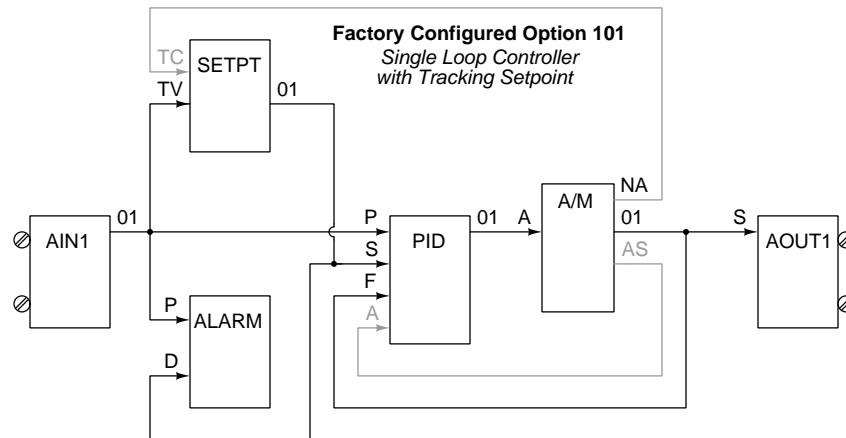 Factory Configured Option 101
Single Loop Controller
with Tracking Setpoint
TC
SETPT
TV
01
NA
A/M
01
P
01
A
01
S
AIN1
PID
AOUT1
S
AS
F
P
A
ALARM
D